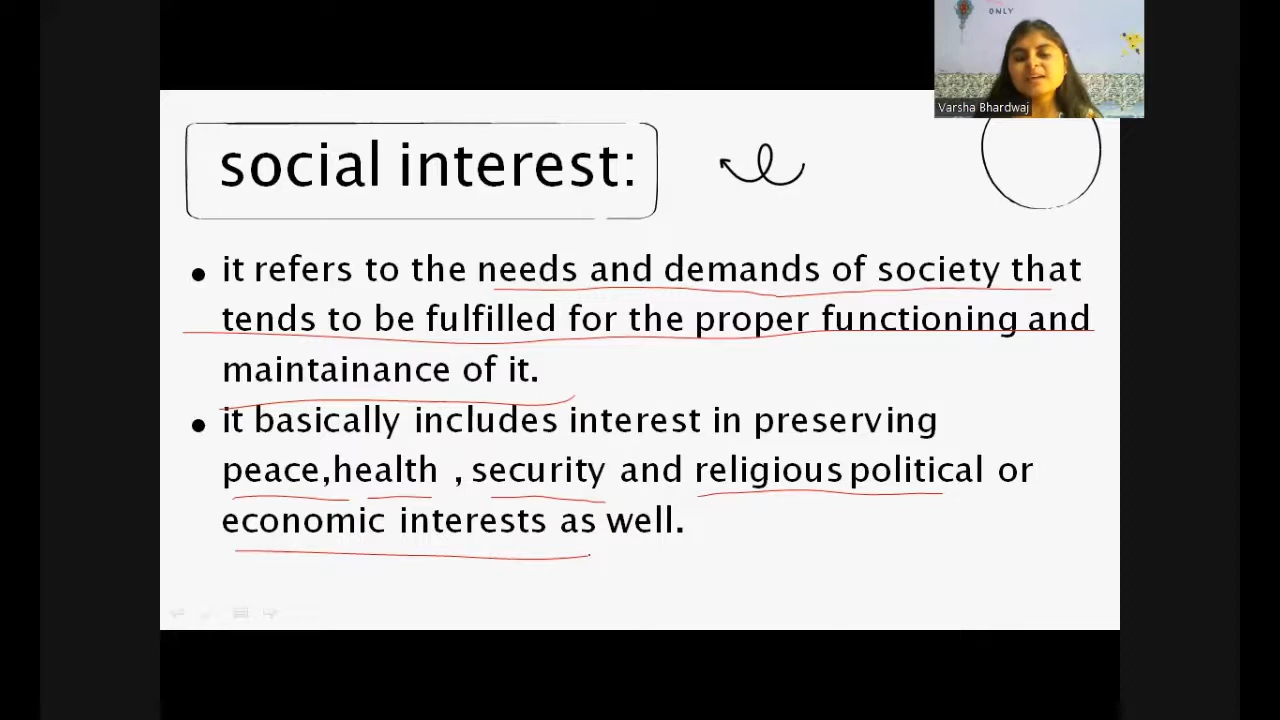 ONLY
Varsha Bhardwaj
social interest:
• it refers to the needs and demands of society that
tends to be fulfilled for the proper functioning and
maintainance of it.
• it basically includes interest in preserving
peace,health , security and religious political or
economic interests as well.